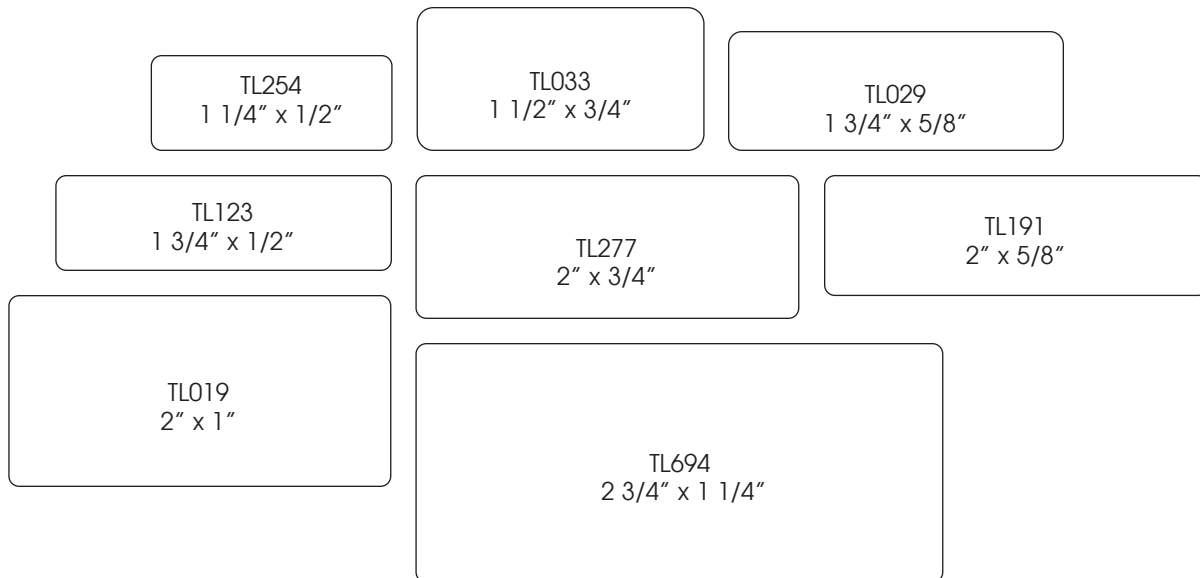 TL254
1 1/4” x 1/2”
TL033
1 1/2” x 3/4”
TL029
1 3/4” x 5/8”
TL123
1 3/4” x 1/2”
TL277
2” x 3/4”
TL191
2” x 5/8”
TL019
2” x 1”
TL694
2 3/4” x 1 1/4”